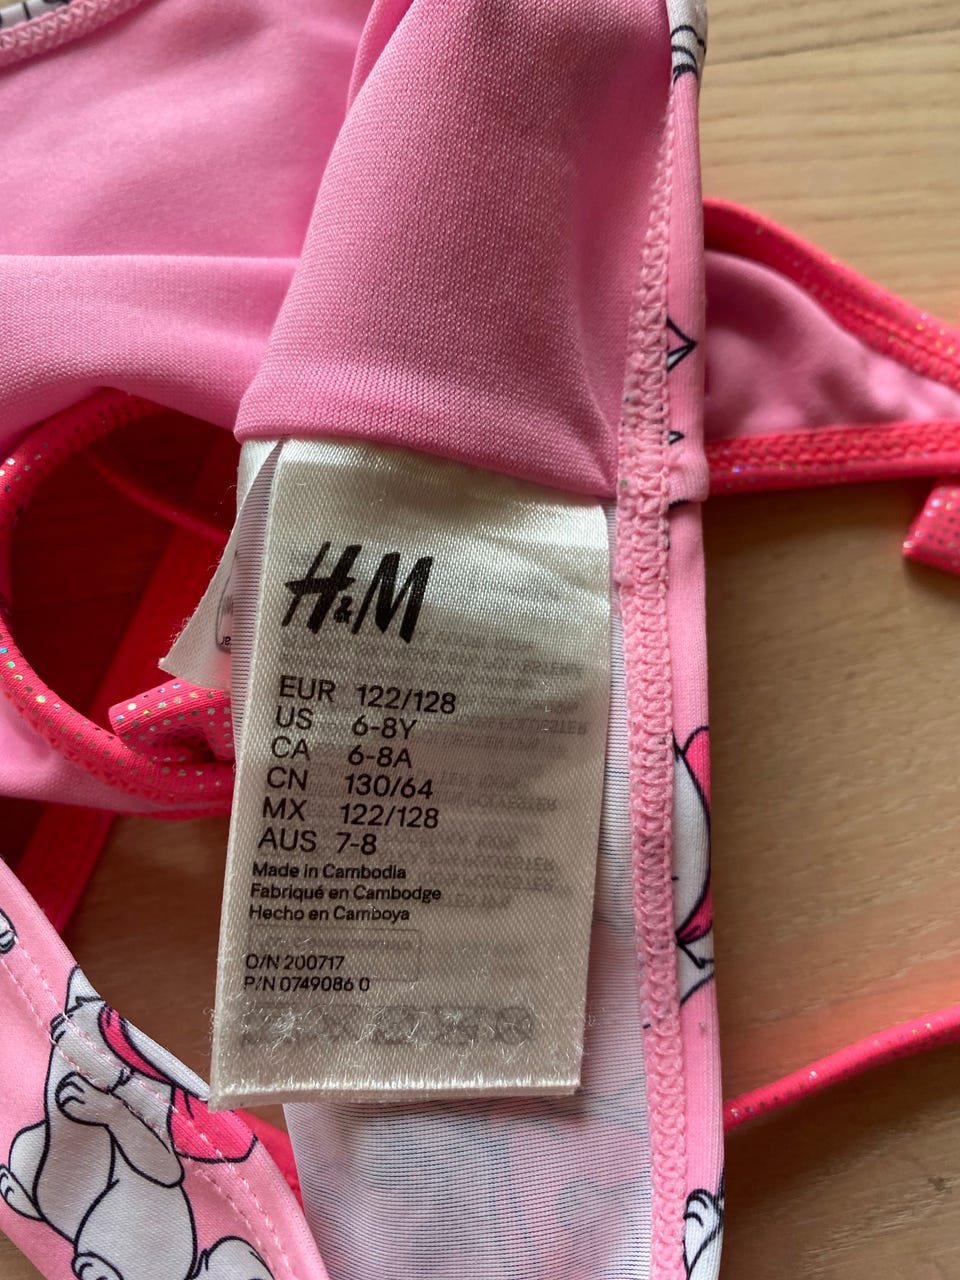 H&M
EUR 122/128
US 6-8Y
CA 6-8A
CN 130/64
MX 122/128
AUS 7-8
Made in Cambodia
Fabriqué en Cambodge
Hecho en Camboya
O/N 200717
P/N 0749086 0